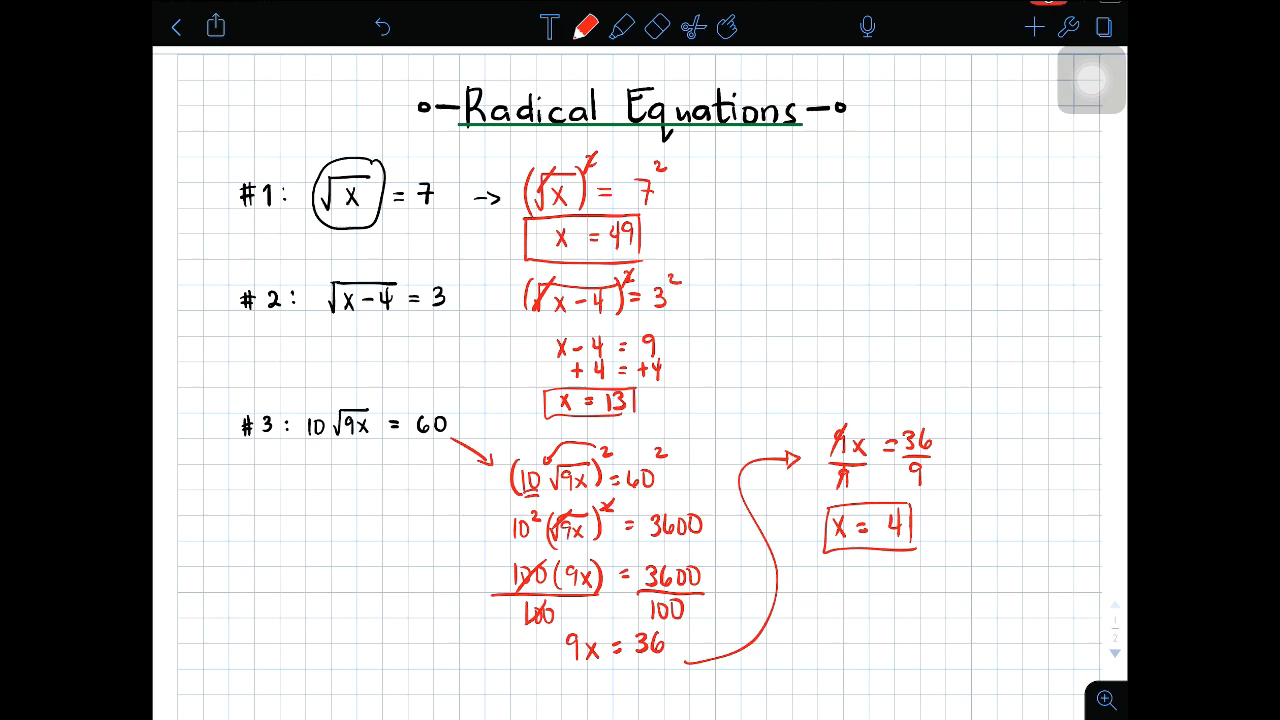 Radical Equations
#1: √x = 7 → (√x)² = 7²
x = 49
#2: √x-4 = 3 (√x-4)² = 3²
x-4 = 9
+4 = +4
x = 13
#3: 10√9x = 60
(10√9x)² = 60²
10²(√9x)² = 3600
100(9x) = 3600
100 100
9x = 36
9x = 36
9 9
x = 4
1
2